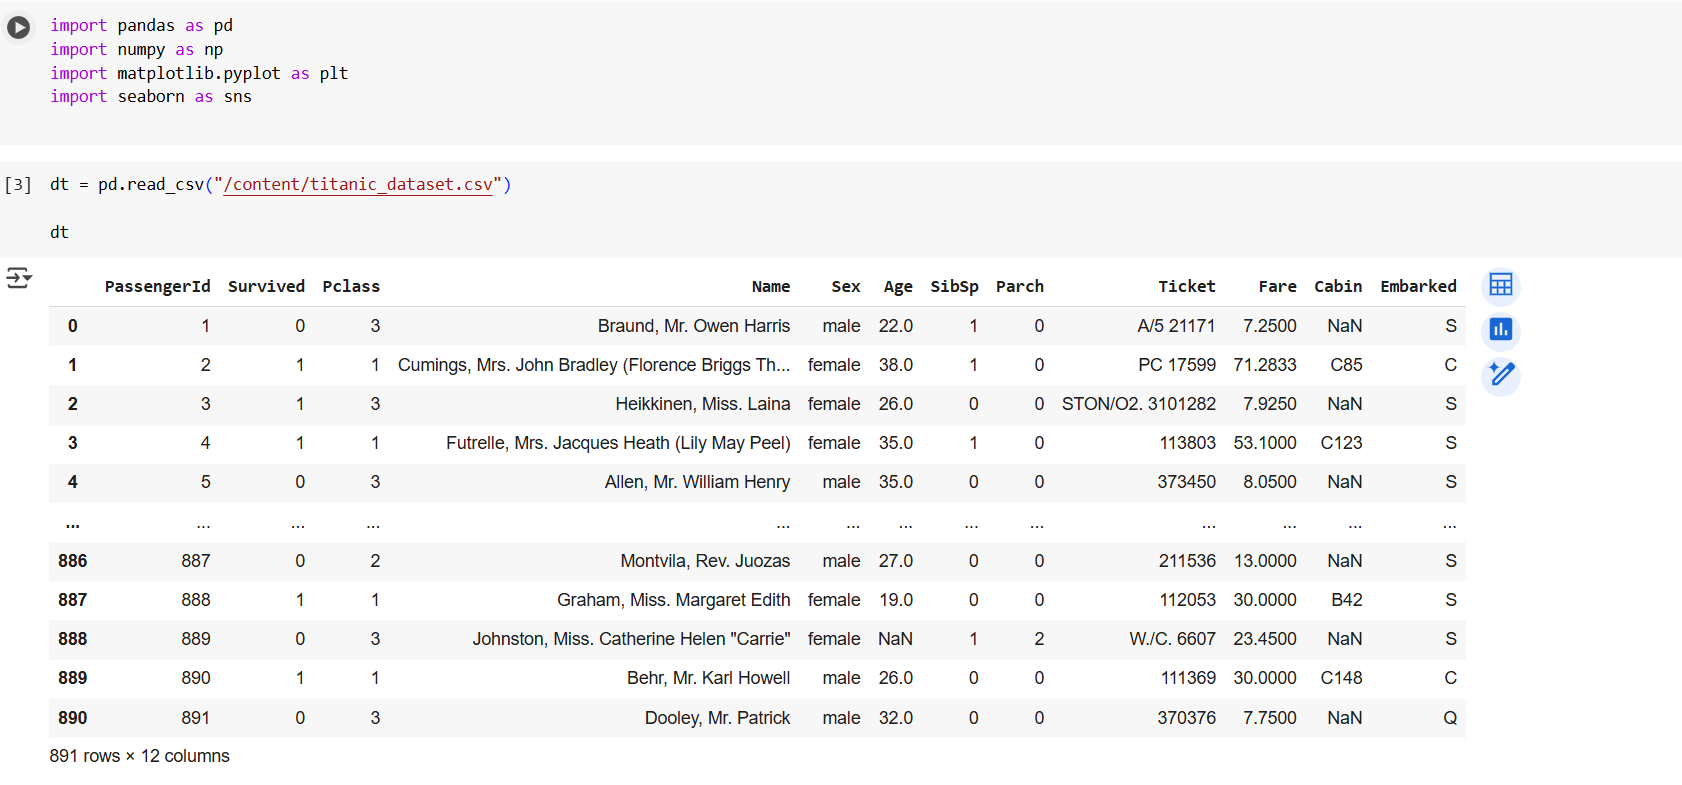 import pandas as pd
import numpy as np
import matplotlib.pyplot as plt
import seaborn as sns
[3] dt = pd.read_csv("/content/titanic_dataset.csv")
dt
PassengerId Survived Pclass Name Sex Age SibSp Parch Ticket Fare Cabin Embarked
0 1 0 3 Braund, Mr. Owen Harris male 22.0 1 0 A/5 21171 7.2500 NaN S
1 2 1 1 Cumings, Mrs. John Bradley (Florence Briggs Th... female 38.0 1 0 PC 17599 71.2833 C85 C
2 3 1 3 Heikkinen, Miss. Laina female 26.0 0 0 STON/O2. 3101282 7.9250 NaN S
3 4 1 1 Futrelle, Mrs. Jacques Heath (Lily May Peel) female 35.0 1 0 113803 53.1000 C123 S
4 5 0 3 Allen, Mr. William Henry male 35.0 0 0 373450 8.0500 NaN S
... ... ... ... ... ... ... ... ... ... ... ... ...
886 887 0 2 Montvila, Rev. Juozas male 27.0 0 0 211536 13.0000 NaN S
887 888 1 1 Graham, Miss. Margaret Edith female 19.0 0 0 112053 30.0000 B42 S
888 889 0 3 Johnston, Miss. Catherine Helen "Carrie" female NaN 1 2 W./C. 6607 23.4500 NaN S
889 890 1 1 Behr, Mr. Karl Howell male 26.0 0 0 111369 30.0000 C148 C
890 891 0 3 Dooley, Mr. Patrick male 32.0 0 0 370376 7.7500 NaN Q
891 rows × 12 columns